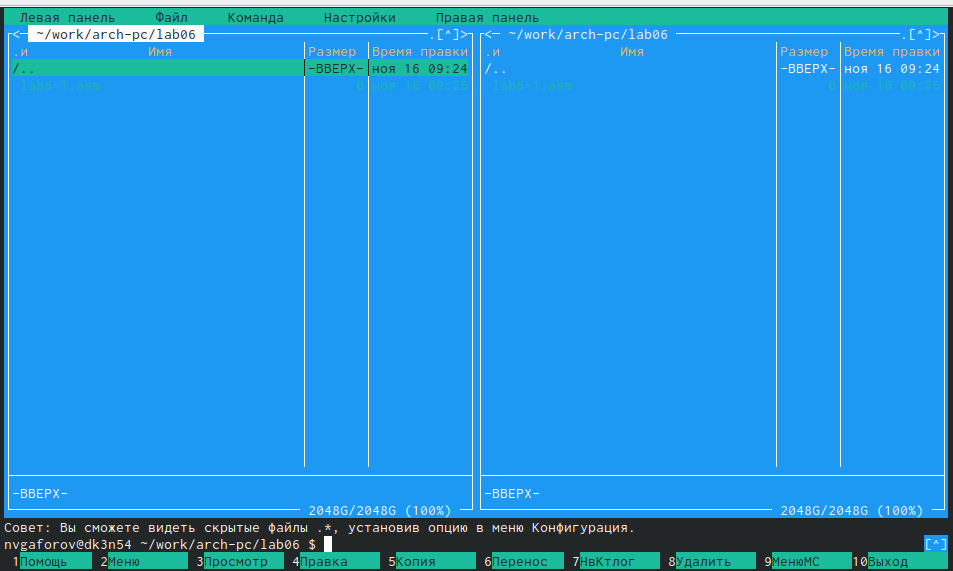 Левая панель Файл Команда Настройки Правая панель
<- ~/work/arch-pc/lab06 .[^]> <- ~/work/arch-pc/lab06 .[^]>
.и Имя Размер Время правки .и Имя Размер Время правки
/.. -ВВЕРХ- ноя 16 09:24 /.. -ВВЕРХ- ноя 16 09:24
lab6-1.asm 0 ноя 16 09:25 lab6-1.asm 0 ноя 16 09:25
-ВВЕРХ- -ВВЕРХ-
2048G/2048G (100%) 2048G/2048G (100%)
Совет: Вы сможете видеть скрытые файлы .*, установив опцию в меню Конфигурация.
nvgaforov@dk3n54 ~/work/arch-pc/lab06 $ [^]
1Помощь 2Меню 3Просмотр 4Правка 5Копия 6Перенос 7НвКтлог 8Удалить 9МенюМС 10Выход